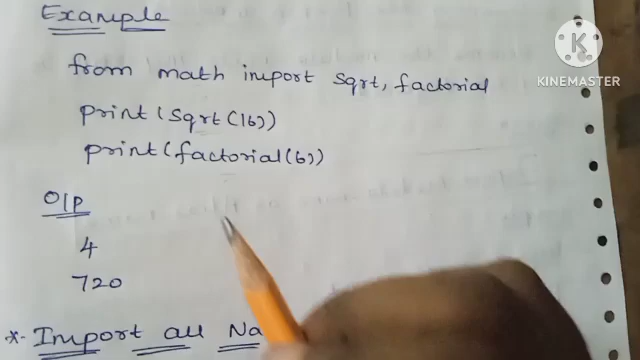 Example
from math import sqrt, factorial
print(sqrt(16))
print(factorial(6))
O/P
4
720
*- Import all Na
K
KINEMASTER